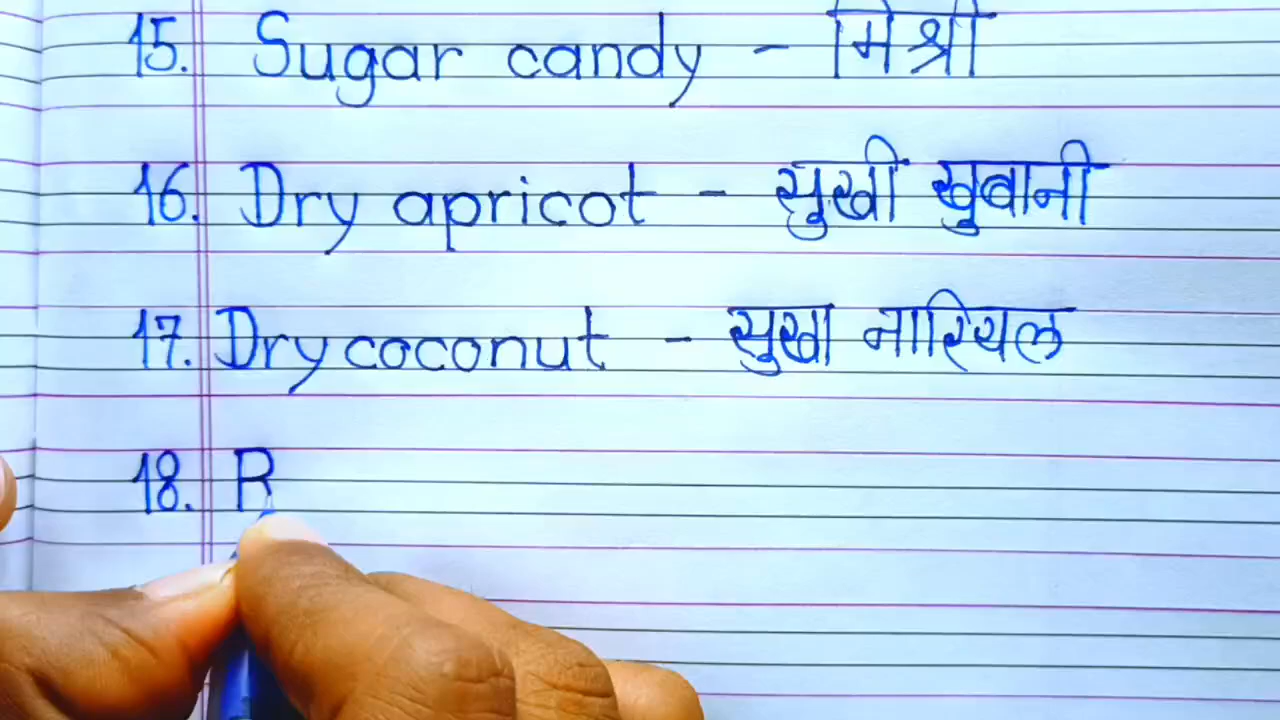 15. Sugar candy - मिश्री
16. Dry apricot - सुखी खुबानी
17. Dry coconut - सुखा नारियल
18. R